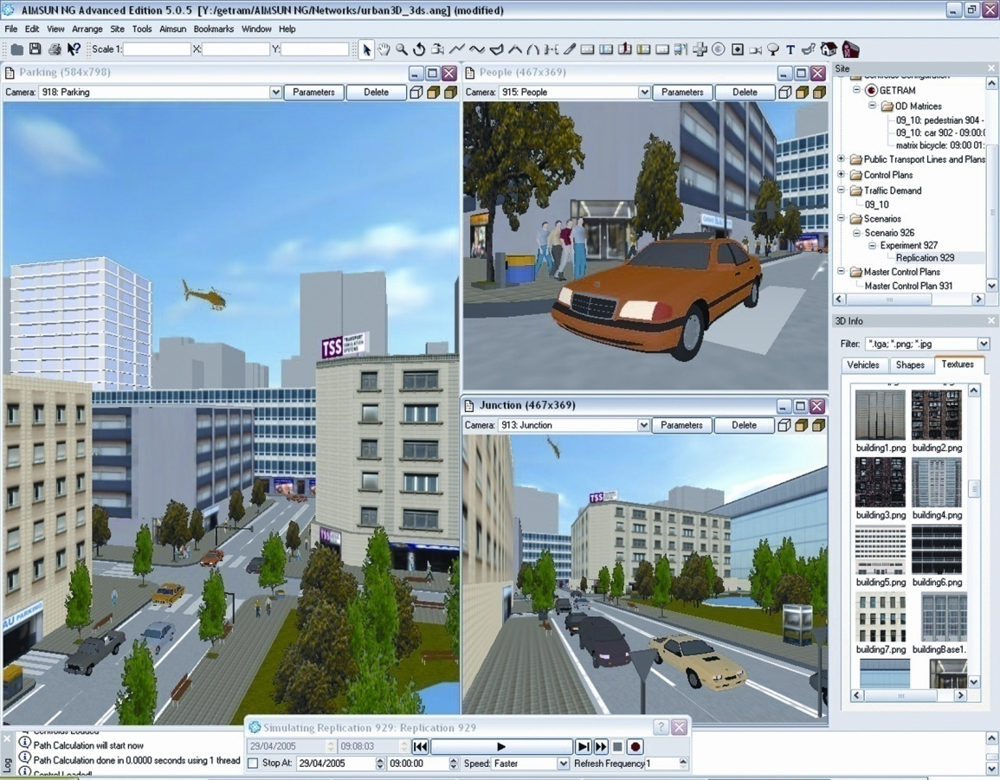 AIMSUN NG Advanced Edition 5.0.5 [Y:/getram/AIMSUN NG/Networks/urban3D_3ds.ang] (modified)
File Edit View Arrange Site Tools Aimsun Bookmarks Window Help
Scale 1: X: Y:
Parking (584x798)
Camera: 918: Parking Parameters Delete
TSS TRANSPORT SIMULATION SYSTEMS
TSS
AU PARKING
People (467x369)
Camera: 915: People Parameters Delete
Junction (467x369)
Camera: 913: Junction Parameters Delete
TSS
Site
GETRAM
OD Matrices
09_10: pedestrian 904 -
09_10: car 902 - 09:00:(
matrix bicycle: 09:00 01:
Public Transport Lines and Plans
Control Plans
Traffic Demand
09_10
Scenarios
Scenario 926
Experiment 927
Replication 929
Master Control Plans
Master Control Plan 931
3D Info
Filter: *.tga; *.png; *.jpg
Vehicles Shapes Textures
building1.png building2.png
building3.png building4.png
building5.png building6.png
building7.png buildingBase1.
Log
Centroids Loaded
Path Calculation will start now
Path Calculation done in 0.0000 seconds using 1 thread
Control Loaded!
Simulating Replication 929: Replication 929
29/04/2005 09:08:03
Stop At: 29/04/2005 09:00:00 Speed: Faster Refresh Frequency 1